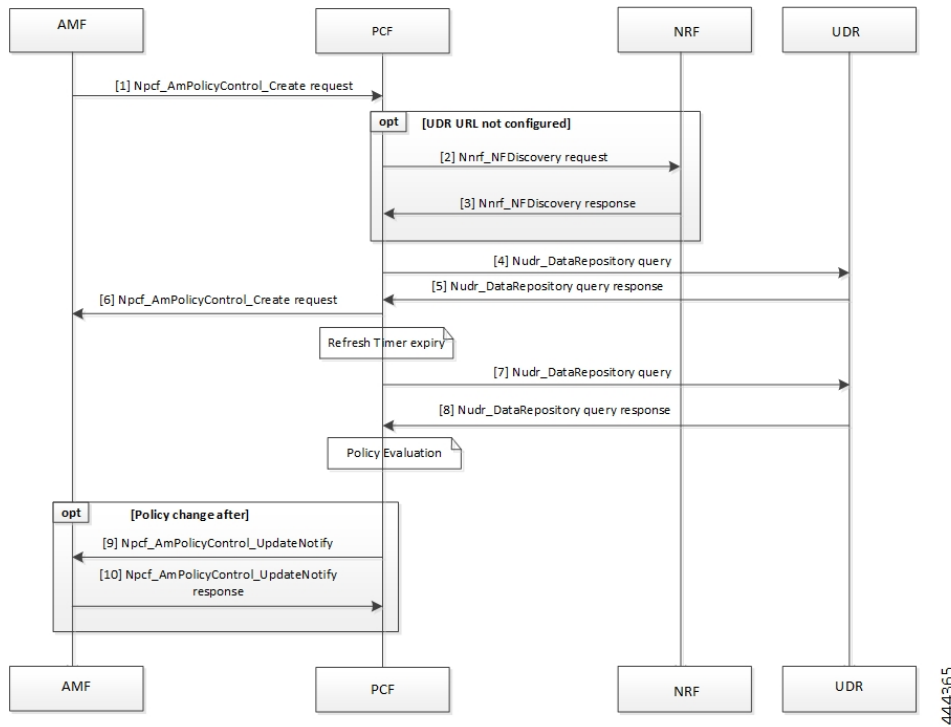 AMF
PCF
NRF
UDR
[1] Npcf_AmPolicyControl_Create request
opt
[UDR URL not configured]
[2] Nnrf_NFDiscovery request
[3] Nnrf_NFDiscovery response
[4] Nudr_DataRepository query
[5] Nudr_DataRepository query response
[6] Npcf_AmPolicyControl_Create request
Refresh Timer expiry
[7] Nudr_DataRepository query
[8] Nudr_DataRepository query response
Policy Evaluation
opt
[Policy change after]
[9] Npcf_AmPolicyControl_UpdateNotify
[10] Npcf_AmPolicyControl_UpdateNotify
response
AMF
PCF
NRF
UDR
444365